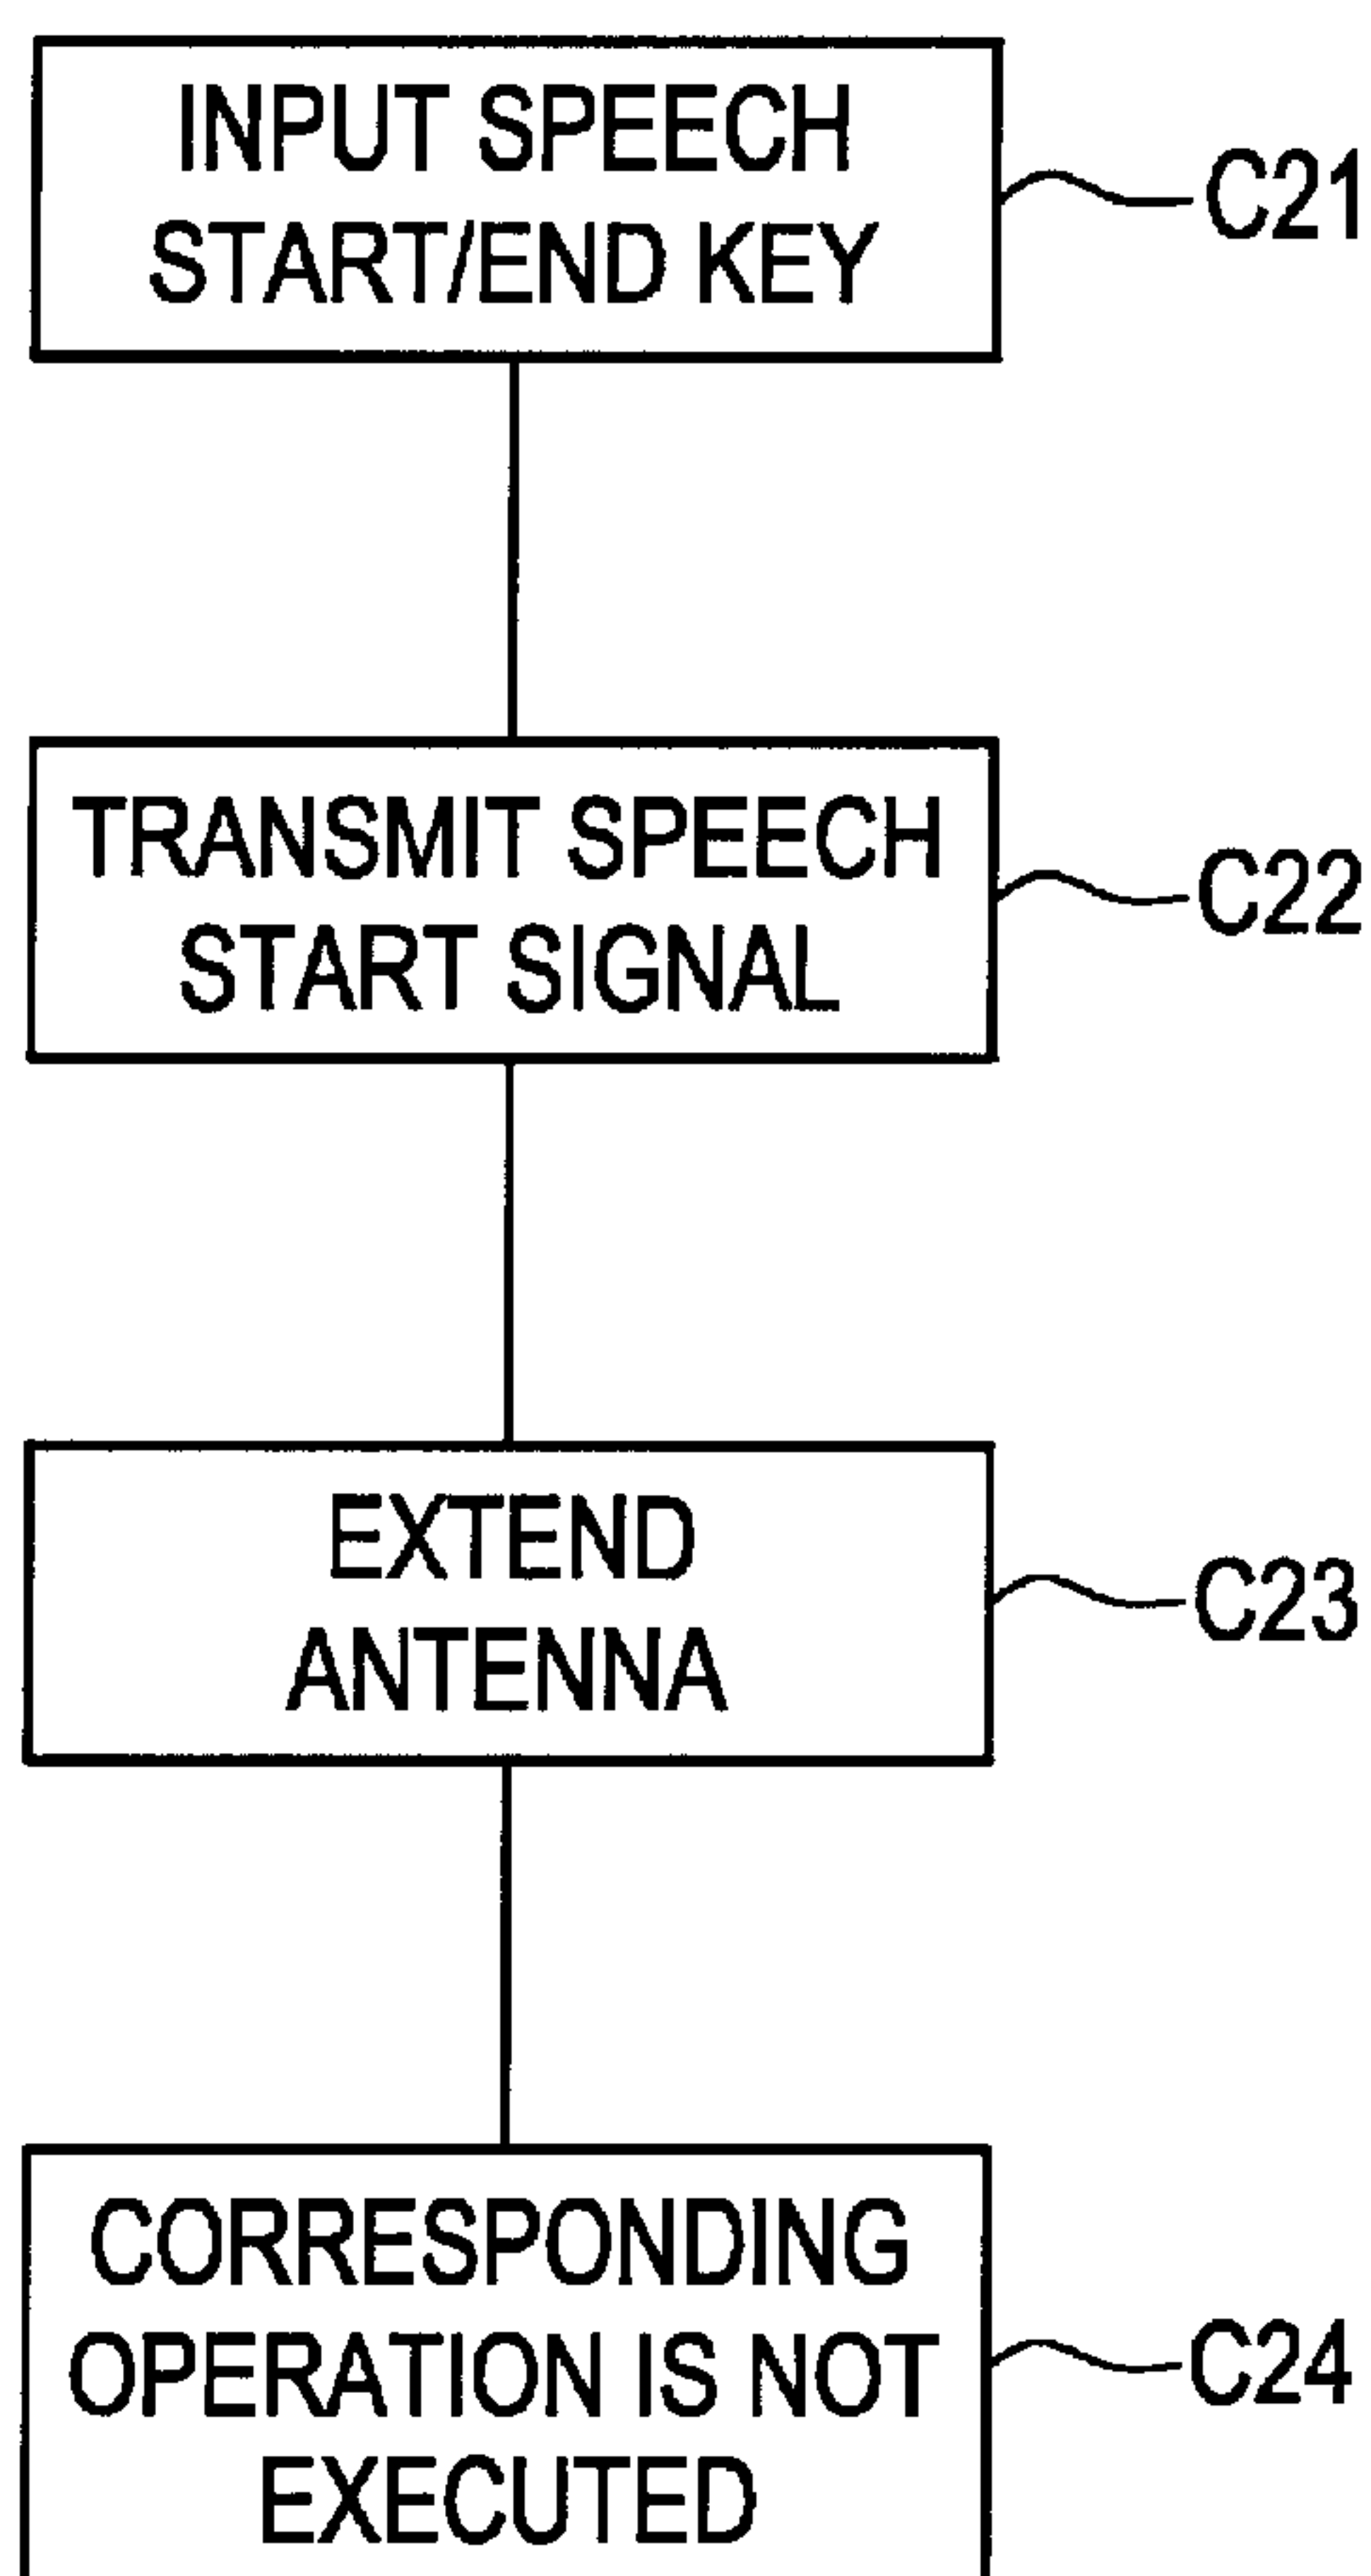 INPUT SPEECH
START/END KEY
C21
TRANSMIT SPEECH
START SIGNAL
C22
EXTEND
ANTENNA
C23
CORRESPONDING
OPERATION IS NOT
EXECUTED
C24